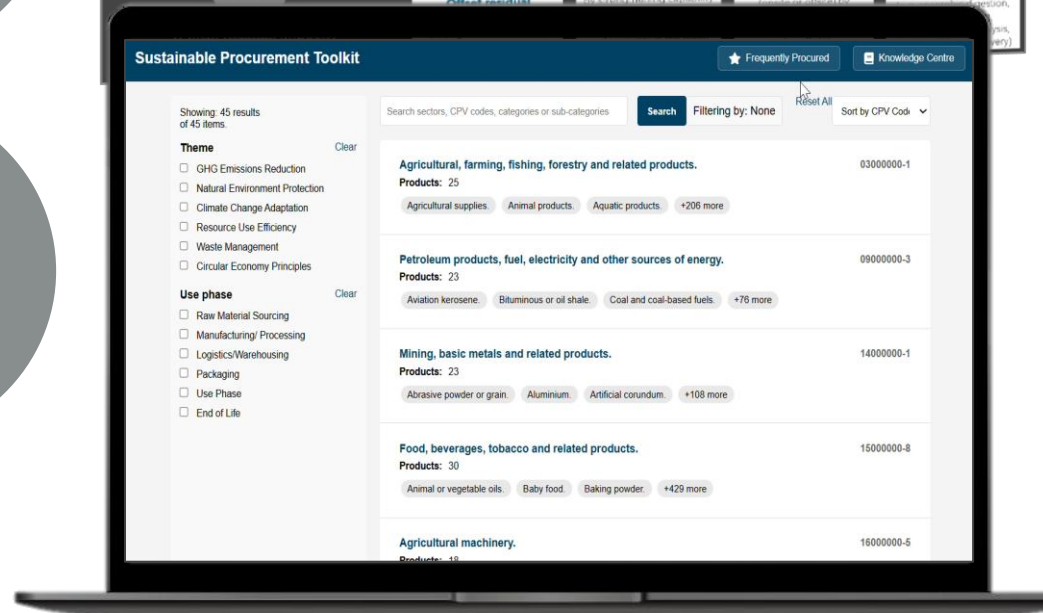 Offset residual
Sustainable Procurement Toolkit
Frequently Procured
Knowledge Centre
Showing: 45 results
of 45 items.
Search sectors, CPV codes, categories or sub-categories
Search
Filtering by: None
Reset All
Sort by CPV Code
Theme
Clear
GHG Emissions Reduction
Natural Environment Protection
Climate Change Adaptation
Resource Use Efficiency
Waste Management
Circular Economy Principles
Use phase
Clear
Raw Material Sourcing
Manufacturing/ Processing
Logistics/Warehousing
Packaging
Use Phase
End of Life
Agricultural, farming, fishing, forestry and related products.
03000000-1
Products: 25
Agricultural supplies. Animal products. Aquatic products. +206 more
Petroleum products, fuel, electricity and other sources of energy.
09000000-3
Products: 23
Aviation kerosene. Bituminous or oil shale. Coal and coal-based fuels. +76 more
Mining, basic metals and related products.
14000000-1
Products: 23
Abrasive powder or grain. Aluminium. Artificial corundum. +108 more
Food, beverages, tobacco and related products.
15000000-8
Products: 30
Animal or vegetable oils. Baby food. Baking powder. +429 more
Agricultural machinery.
16000000-5
Products: 18